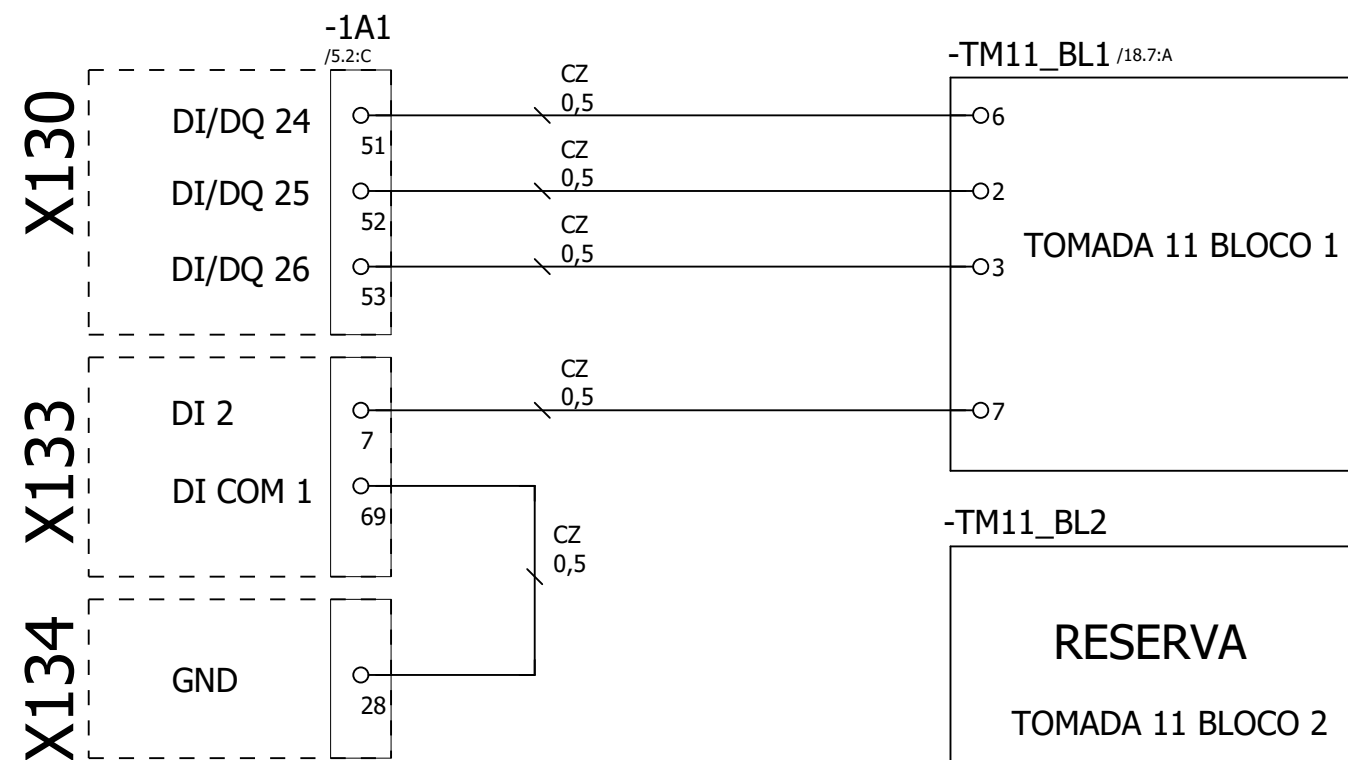 -1A1
/5.2:C
-TM11_BL1 /18.7:A
X130
DI/DQ 24
51
CZ
0,5
6
DI/DQ 25
52
CZ
0,5
2
DI/DQ 26
53
CZ
0,5
3
TOMADA 11 BLOCO 1
X133
DI 2
7
CZ
0,5
7
DI COM 1
69
CZ
0,5
X134
GND
28
-TM11_BL2
RESERVA
TOMADA 11 BLOCO 2